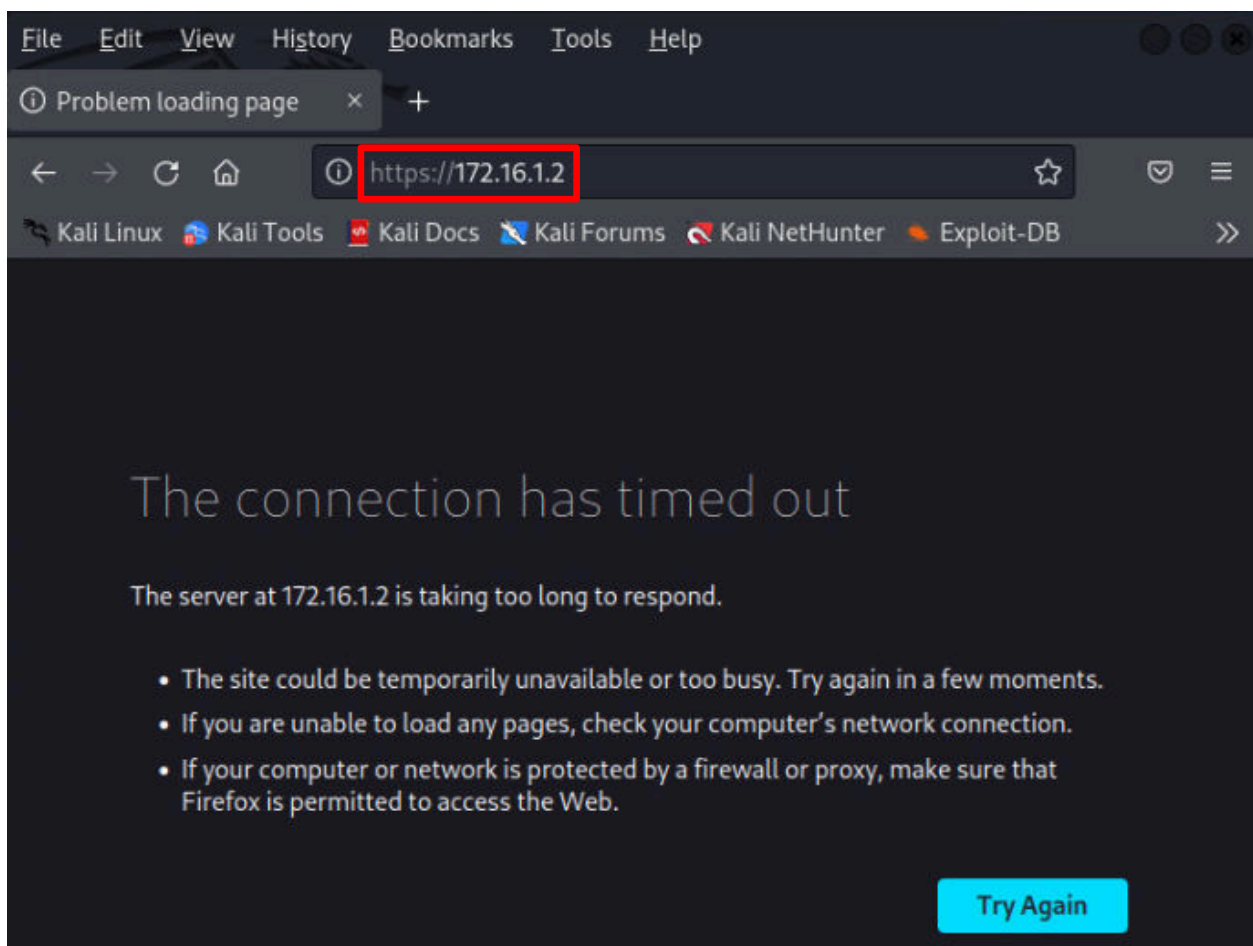 File Edit View History Bookmarks Tools Help
Problem loading page
https://172.16.1.2
Kali Linux Kali Tools Kali Docs Kali Forums Kali NetHunter Exploit-DB
The connection has timed out
The server at 172.16.1.2 is taking too long to respond.
• The site could be temporarily unavailable or too busy. Try again in a few moments.
• If you are unable to load any pages, check your computer’s network connection.
• If your computer or network is protected by a firewall or proxy, make sure that
Firefox is permitted to access the Web.
Try Again